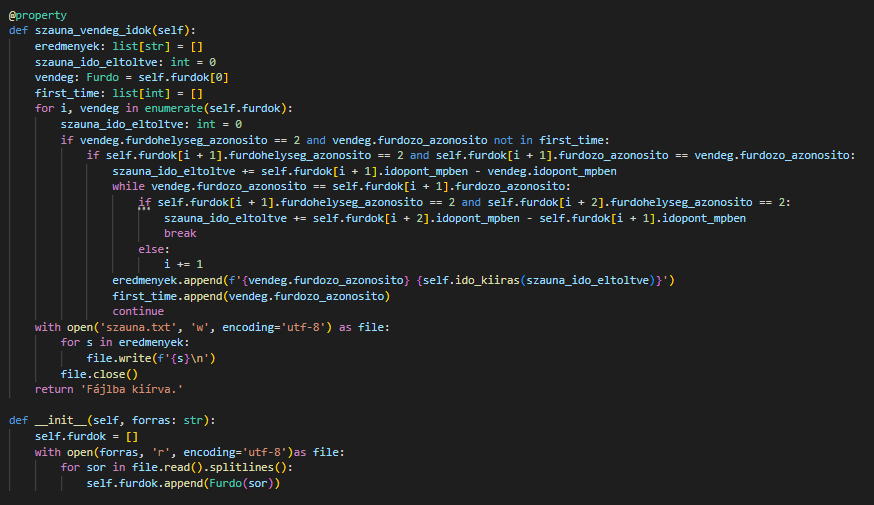 @property
def szauna_vendeg_idok(self):
    eredmenyek: list[str] = []
    szauna_ido_eltoltve: int = 0
    vendeg: Furdo = self.furdok[0]
    first_time: list[int] = []
    for i, vendeg in enumerate(self.furdok):
        szauna_ido_eltoltve: int = 0
        if vendeg.furdohelyseg_azonosito == 2 and vendeg.furdozo_azonosito not in first_time:
            if self.furdok[i + 1].furdohelyseg_azonosito == 2 and self.furdok[i + 1].furdozo_azonosito == vendeg.furdozo_azonosito:
                szauna_ido_eltoltve += self.furdok[i + 1].idopont_mpben - vendeg.idopont_mpben
                while vendeg.furdozo_azonosito == self.furdok[i + 1].furdozo_azonosito:
                    if self.furdok[i + 1].furdohelyseg_azonosito == 2 and self.furdok[i + 2].furdohelyseg_azonosito == 2:
                        szauna_ido_eltoltve += self.furdok[i + 2].idopont_mpben - self.furdok[i + 1].idopont_mpben
                        break
                    else:
                        i += 1
                eredmenyek.append(f'{vendeg.furdozo_azonosito} {self.ido_kiiras(szauna_ido_eltoltve)}')
                first_time.append(vendeg.furdozo_azonosito)
                continue
    with open('szauna.txt', 'w', encoding='utf-8') as file:
        for s in eredmenyek:
            file.write(f'{s}\n')
        file.close()
    return 'Fájlba kiírva.'
def __init__(self, forras: str):
    self.furdok = []
    with open(forras, 'r', encoding='utf-8')as file:
        for sor in file.read().splitlines():
            self.furdok.append(Furdo(sor))